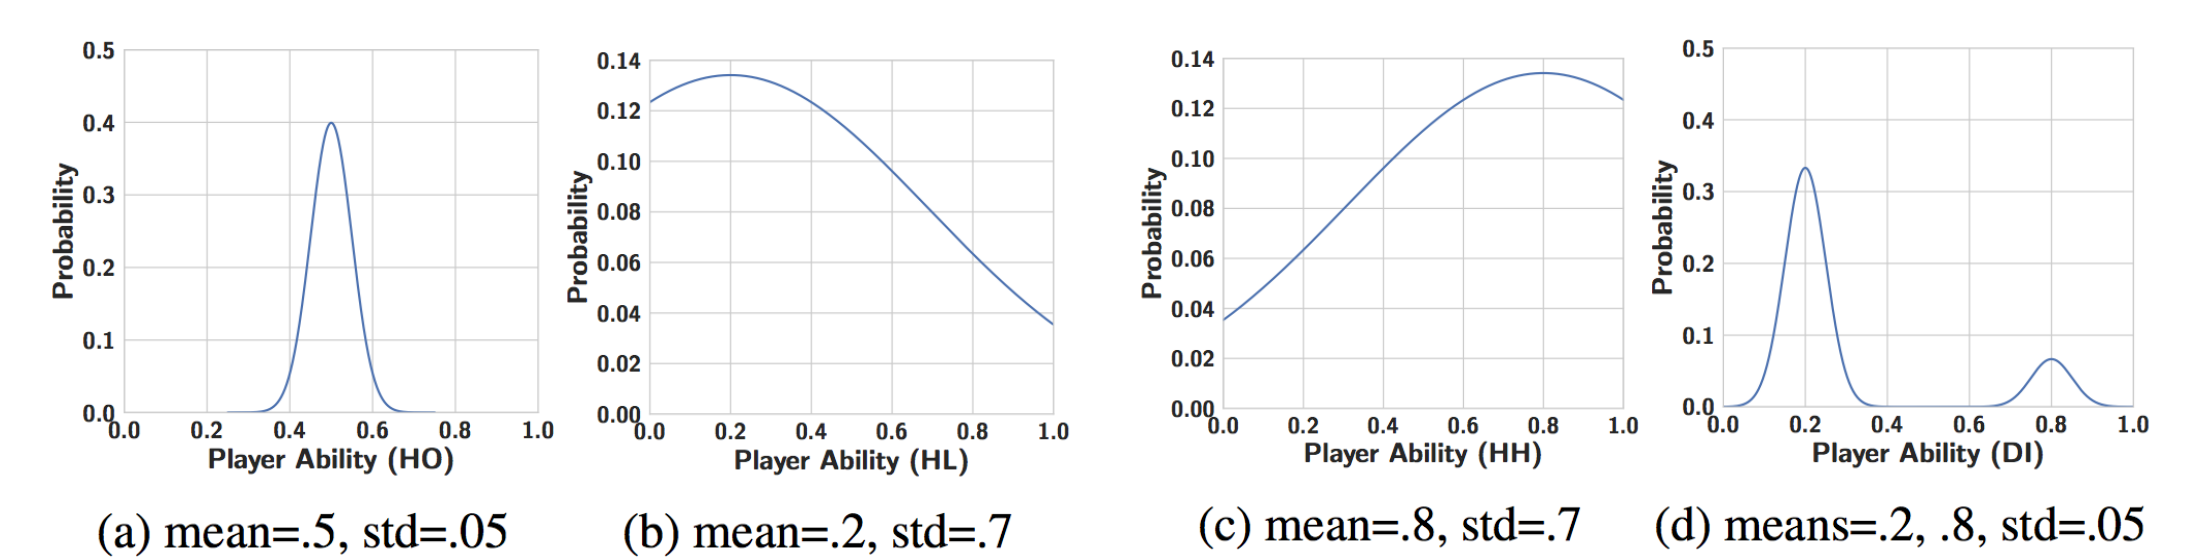 Probability
0.5
0.4
0.3
0.2
0.1
0.0
0.0 0.2 0.4 0.6 0.8 1.0
Player Ability (HO)
(a) mean=.5, std=.05
Probability
0.14
0.12
0.10
0.08
0.06
0.04
0.02
0.00
0.0 0.2 0.4 0.6 0.8 1.0
Player Ability (HL)
(b) mean=.2, std=.7
Probability
0.14
0.12
0.10
0.08
0.06
0.04
0.02
0.00
0.0 0.2 0.4 0.6 0.8 1.0
Player Ability (HH)
(c) mean=.8, std=.7
Probability
0.5
0.4
0.3
0.2
0.1
0.0
0.0 0.2 0.4 0.6 0.8 1.0
Player Ability (DI)
(d) means=.2, .8, std=.05